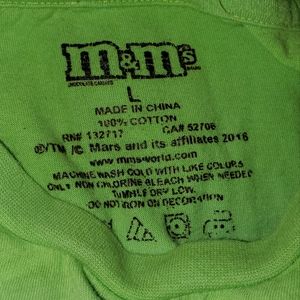 m&m's
CHOCOLATE CANDIES
L
MADE IN CHINA
100% COTTON
RN# 132717 CA# 52706
®/TM/© Mars and its affiliates 2016
www.mms-world.com
MACHINE WASH COLD WITH LIKE COLORS
ONLY NON CHLORINE BLEACH WHEN NEEDED
TUMBLE DRY LOW.
DO NOT IRON ON DECORATION